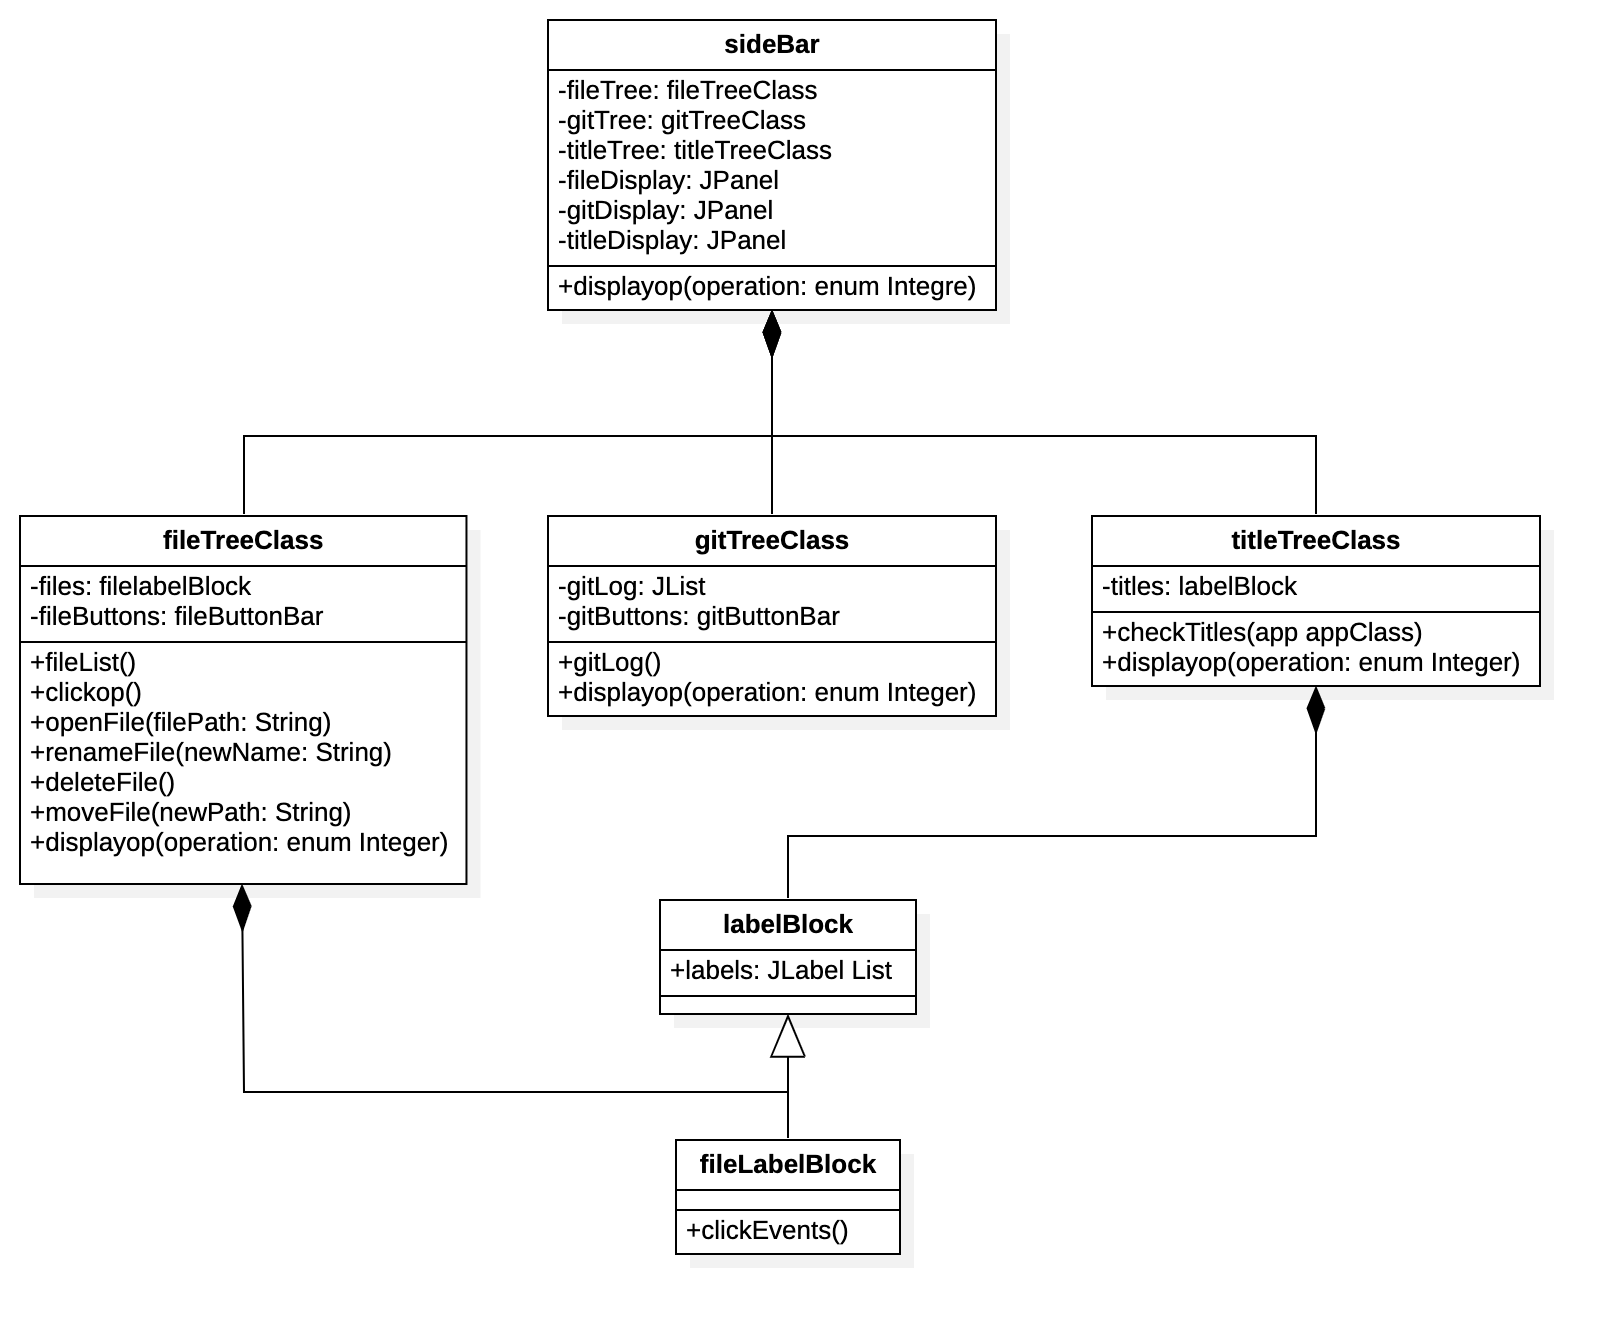 sideBar
-fileTree: fileTreeClass
-gitTree: gitTreeClass
-titleTree: titleTreeClass
-fileDisplay: JPanel
-gitDisplay: JPanel
-titleDisplay: JPanel
+displayop(operation: enum Integre)
fileTreeClass
-files: filelabelBlock
-fileButtons: fileButtonBar
+fileList()
+clickop()
+openFile(filePath: String)
+renameFile(newName: String)
+deleteFile()
+moveFile(newPath: String)
+displayop(operation: enum Integer)
gitTreeClass
-gitLog: JList
-gitButtons: gitButtonBar
+gitLog()
+displayop(operation: enum Integer)
titleTreeClass
-titles: labelBlock
+checkTitles(app appClass)
+displayop(operation: enum Integer)
labelBlock
+labels: JLabel List
fileLabelBlock
+clickEvents()